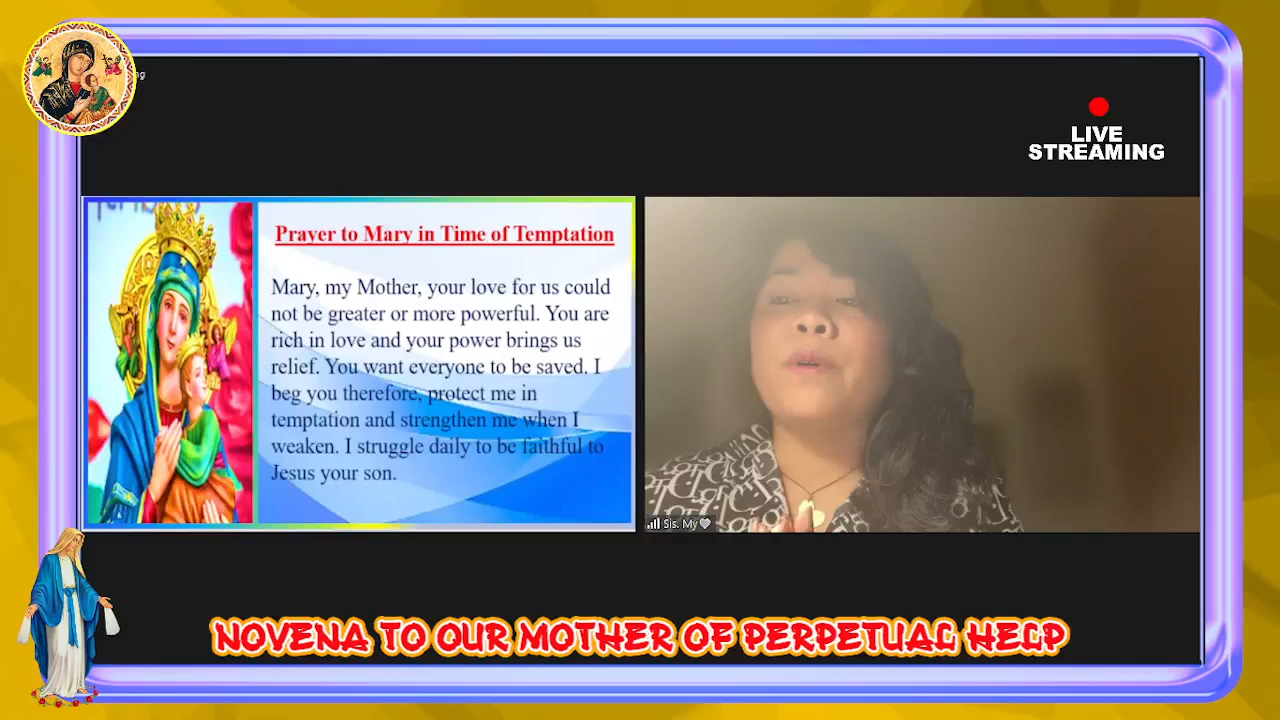 LIVE
STREAMING
Prayer to Mary in Time of Temptation
Mary, my Mother, your love for us could
not be greater or more powerful. You are
rich in love and your power brings us
relief. You want everyone to be saved. I
beg you therefore, protect me in
temptation and strengthen me when I
weaken. I struggle daily to be faithful to
Jesus your son.
Sis. My🤍
NOVENA TO OUR MOTHER OF PERPETUAL HELP